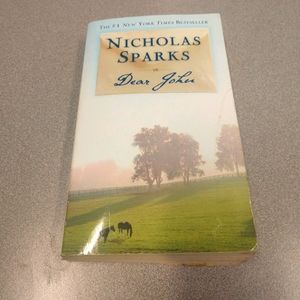 THE #1 NEW YORK TIMES BESTSELLER
NICHOLAS
SPARKS
Dear John